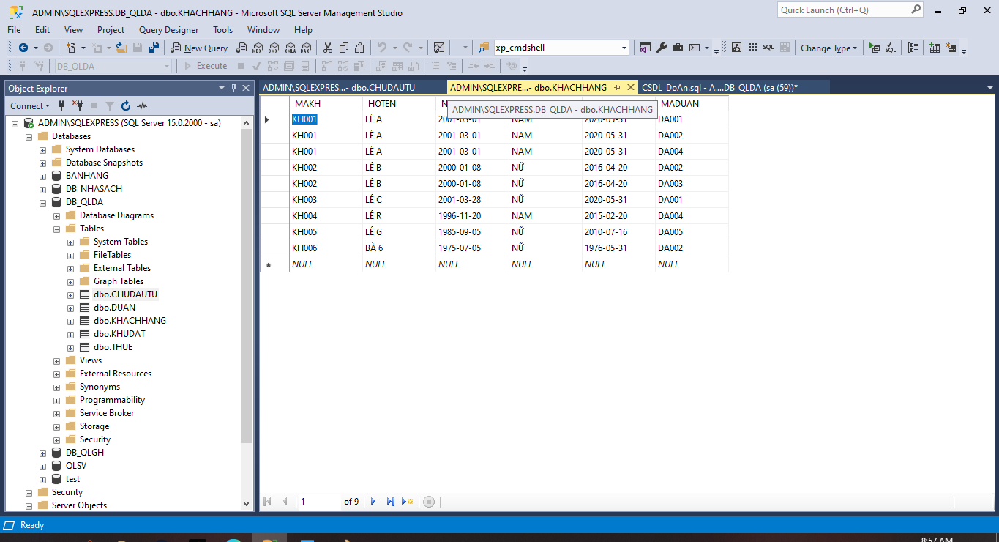 ADMIN\SQLEXPRESS.DB_QLDA - dbo.KHACHHANG - Microsoft SQL Server Management Studio
Quick Launch (Ctrl+Q)
File Edit View Project Query Designer Tools Window Help
New Query MDX DMX XMLA DAX xp_cmdshell SQL Change Type SQL
DB_QLDA Execute
Object Explorer
Connect
ADMIN\SQLEXPRESS (SQL Server 15.0.2000 - sa)
Databases
System Databases
Database Snapshots
BANHANG
DB_NHASACH
DB_QLDA
Database Diagrams
Tables
System Tables
FileTables
External Tables
Graph Tables
dbo.CHUDAUTU
dbo.DUAN
dbo.KHACHHANG
dbo.KHUDAT
dbo.THUE
Views
External Resources
Synonyms
Programmability
Service Broker
Storage
Security
DB_QLGH
QLSV
test
Security
Server Objects
ADMIN\SQLEXPRES...- dbo.CHUDAUTU ADMIN\SQLEXPRE...- dbo.KHACHHANG CSDL_DoAn.sql - A....DB_QLDA (sa (59))*
MAKH HOTEN MADUAN
ADMIN\SQLEXPRESS.DB_QLDA - dbo.KHACHHANG
KH001 LÊ A 2001-03-01 NAM 2020-05-31 DA001
KH001 LÊ A 2001-03-01 NAM 2020-05-31 DA002
KH001 LÊ A 2001-03-01 NAM 2020-05-31 DA004
KH002 LÊ B 2000-01-08 NỮ 2016-04-20 DA002
KH002 LÊ B 2000-01-08 NỮ 2016-04-20 DA003
KH003 LÊ C 2001-03-28 NỮ 2020-05-31 DA001
KH004 LÊ R 1996-11-20 NAM 2015-02-20 DA004
KH005 LÊ G 1985-09-05 NỮ 2010-07-16 DA005
KH006 BÀ 6 1975-07-05 NỮ 1976-05-31 DA002
NULL NULL NULL NULL NULL NULL
1 of 9
Ready
8:57 AM